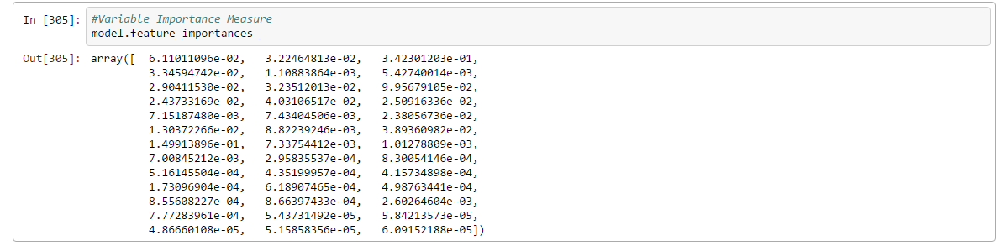 In [305]: #Variable Importance Measure
model.feature_importances_
Out[305]: array([ 6.11011096e-02, 3.22464813e-02, 3.42301203e-01,
3.34594742e-02, 1.10883864e-03, 5.42740014e-03,
2.90411530e-02, 3.23512013e-02, 9.95679105e-02,
2.43733169e-02, 4.03106517e-02, 2.50916336e-02,
7.15187480e-03, 7.43404506e-03, 2.38056736e-02,
1.30372266e-02, 8.82239246e-03, 3.89360982e-02,
1.49913896e-01, 7.33754412e-03, 1.01278809e-03,
7.00845212e-03, 2.95835537e-04, 8.30054146e-04,
5.16145504e-04, 4.35199957e-04, 4.15734898e-04,
1.73096904e-04, 6.18907465e-04, 4.98763441e-04,
8.55608227e-04, 8.66397433e-04, 2.60264604e-03,
7.77283961e-04, 5.43731492e-05, 5.84213573e-05,
4.86660108e-05, 5.15858356e-05, 6.09152188e-05])